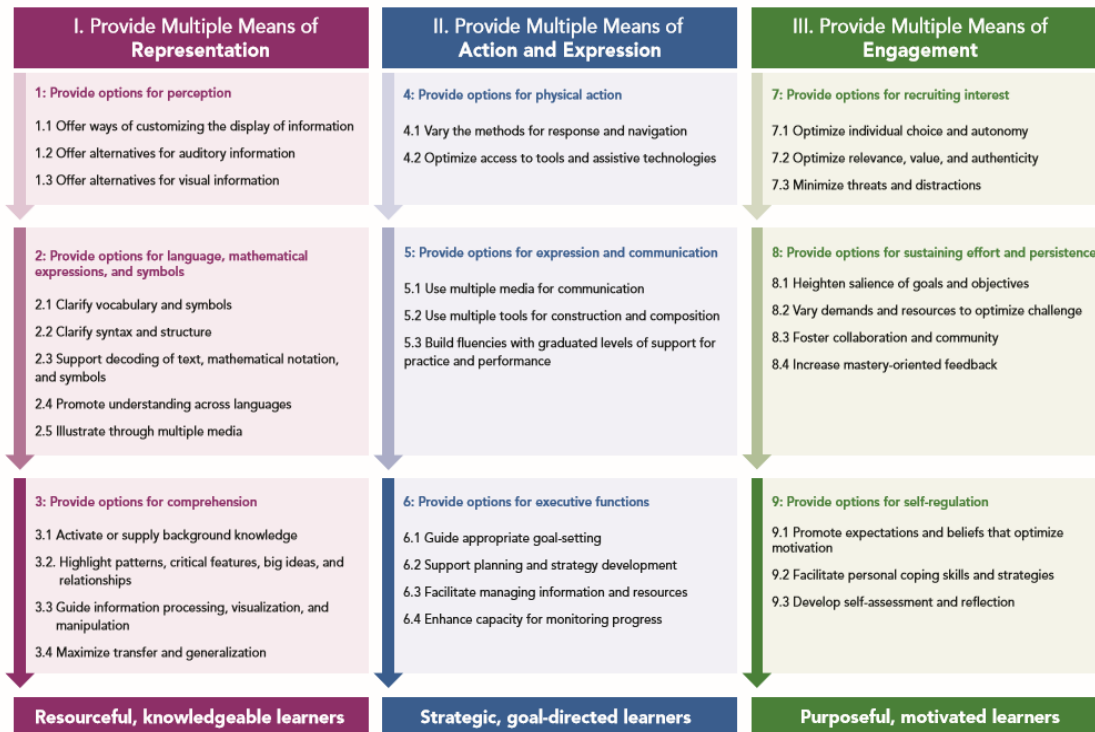 I. Provide Multiple Means of
Representation
1: Provide options for perception
1.1 Offer ways of customizing the display of information
1.2 Offer alternatives for auditory information
1.3 Offer alternatives for visual information
2: Provide options for language, mathematical
expressions, and symbols
2.1 Clarify vocabulary and symbols
2.2 Clarify syntax and structure
2.3 Support decoding of text, mathematical notation,
and symbols
2.4 Promote understanding across languages
2.5 Illustrate through multiple media
3: Provide options for comprehension
3.1 Activate or supply background knowledge
3.2. Highlight patterns, critical features, big ideas, and
relationships
3.3 Guide information processing, visualization, and
manipulation
3.4 Maximize transfer and generalization
Resourceful, knowledgeable learners
II. Provide Multiple Means of
Action and Expression
4: Provide options for physical action
4.1 Vary the methods for response and navigation
4.2 Optimize access to tools and assistive technologies
5: Provide options for expression and communication
5.1 Use multiple media for communication
5.2 Use multiple tools for construction and composition
5.3 Build fluencies with graduated levels of support for
practice and performance
6: Provide options for executive functions
6.1 Guide appropriate goal-setting
6.2 Support planning and strategy development
6.3 Facilitate managing information and resources
6.4 Enhance capacity for monitoring progress
Strategic, goal-directed learners
III. Provide Multiple Means of
Engagement
7: Provide options for recruiting interest
7.1 Optimize individual choice and autonomy
7.2 Optimize relevance, value, and authenticity
7.3 Minimize threats and distractions
8: Provide options for sustaining effort and persistence
8.1 Heighten salience of goals and objectives
8.2 Vary demands and resources to optimize challenge
8.3 Foster collaboration and community
8.4 Increase mastery-oriented feedback
9: Provide options for self-regulation
9.1 Promote expectations and beliefs that optimize
motivation
9.2 Facilitate personal coping skills and strategies
9.3 Develop self-assessment and reflection
Purposeful, motivated learners